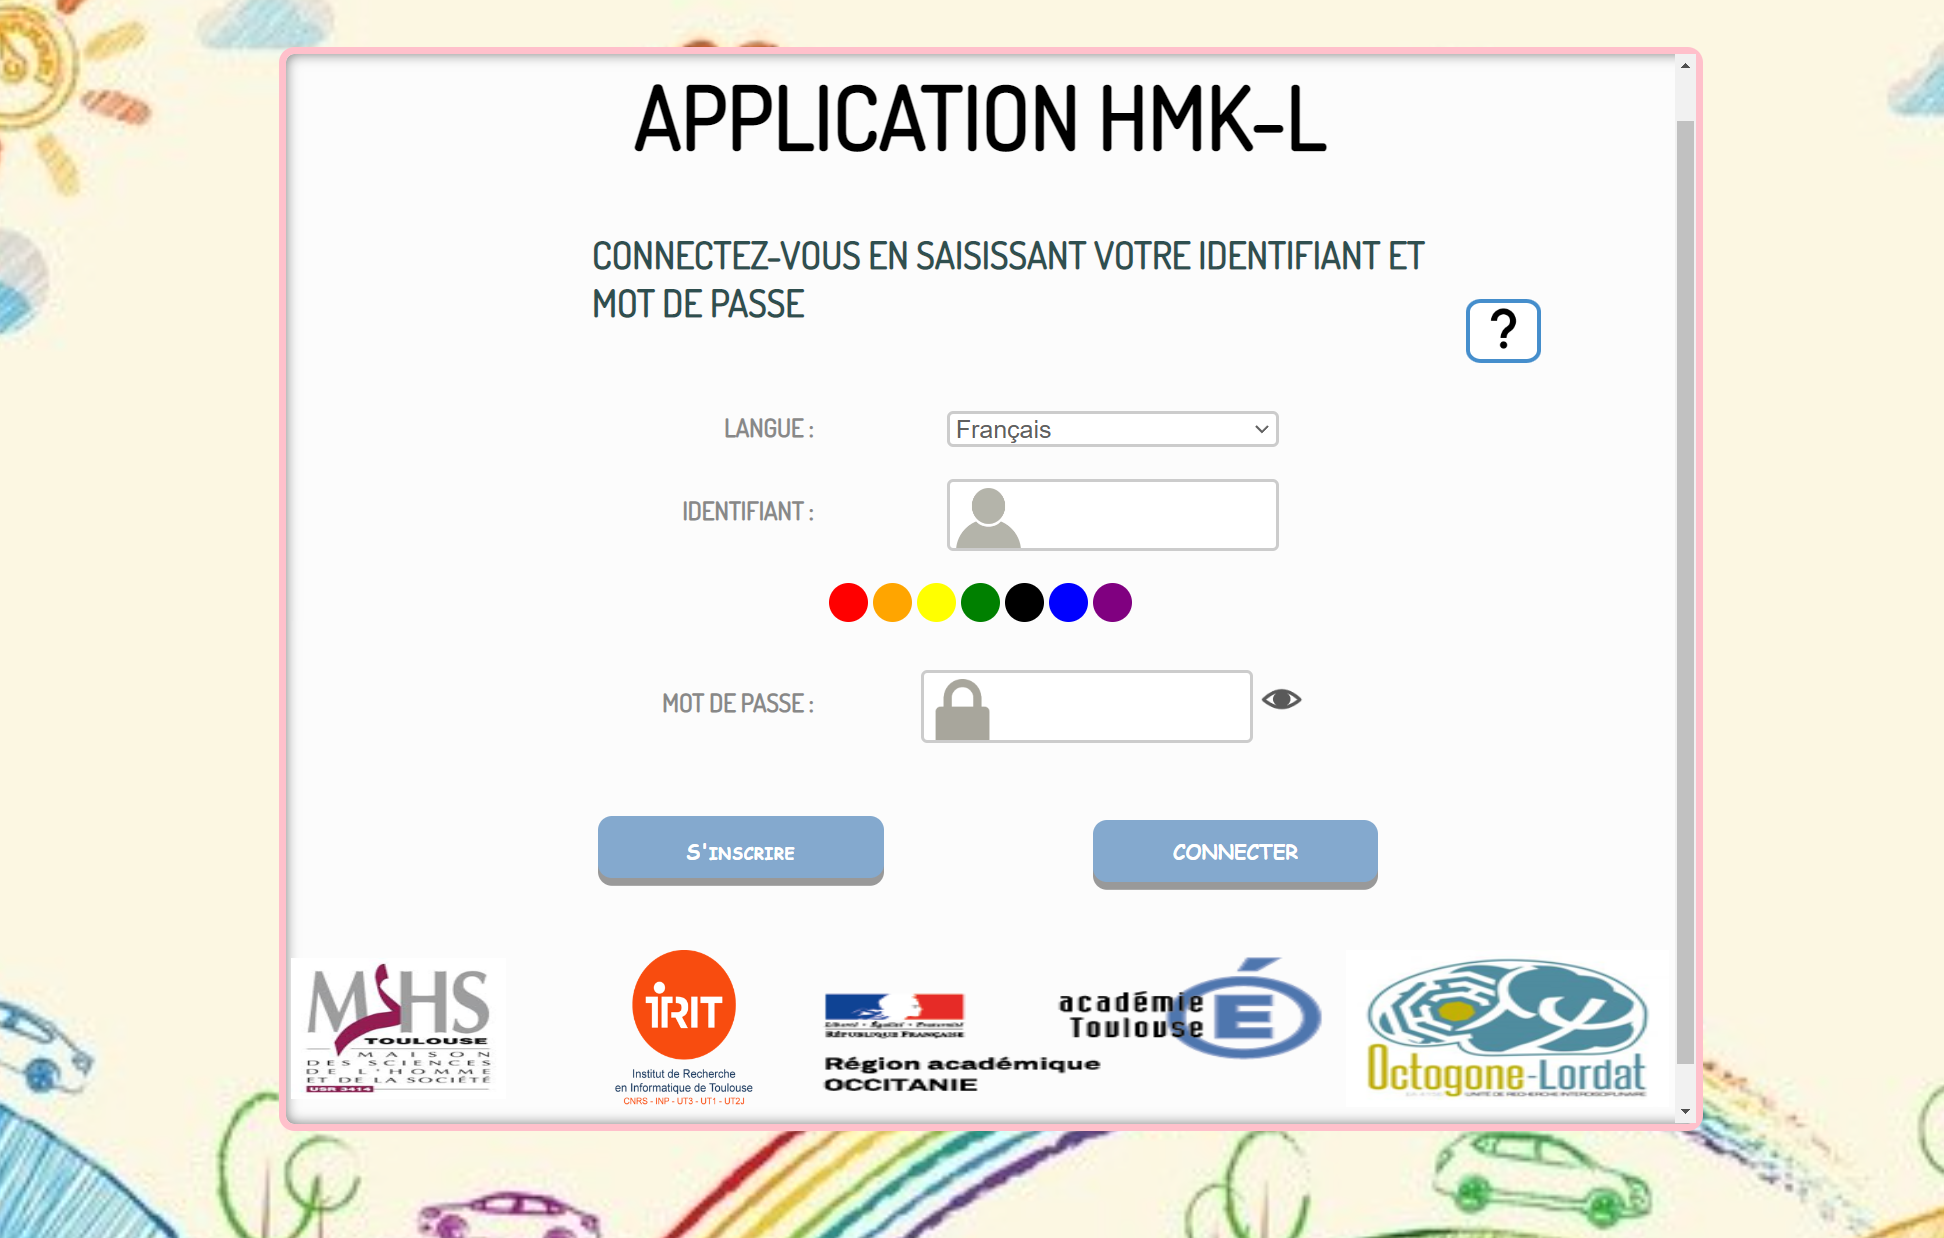 APPLICATION HMK-L
CONNECTEZ-VOUS EN SAISISSANT VOTRE IDENTIFIANT ET
MOT DE PASSE
?
LANGUE :
Français
IDENTIFIANT :
MOT DE PASSE :
S'INSCRIRE
CONNECTER
MSHS
TOULOUSE
MAISON
DES SCIENCES
DE L'HOMME
ET DE LA SOCIÉTÉ
USR 3414
IRIT
Institut de Recherche
en Informatique de Toulouse
CNRS - INP - UT3 - UT1 - UT2J
Liberté • Égalité • Fraternité
RÉPUBLIQUE FRANÇAISE
Région académique
OCCITANIE
académie
Toulouse
É
Octogone-Lordat
UNITÉ DE RECHERCHE INTERDISCIPLINAIRE